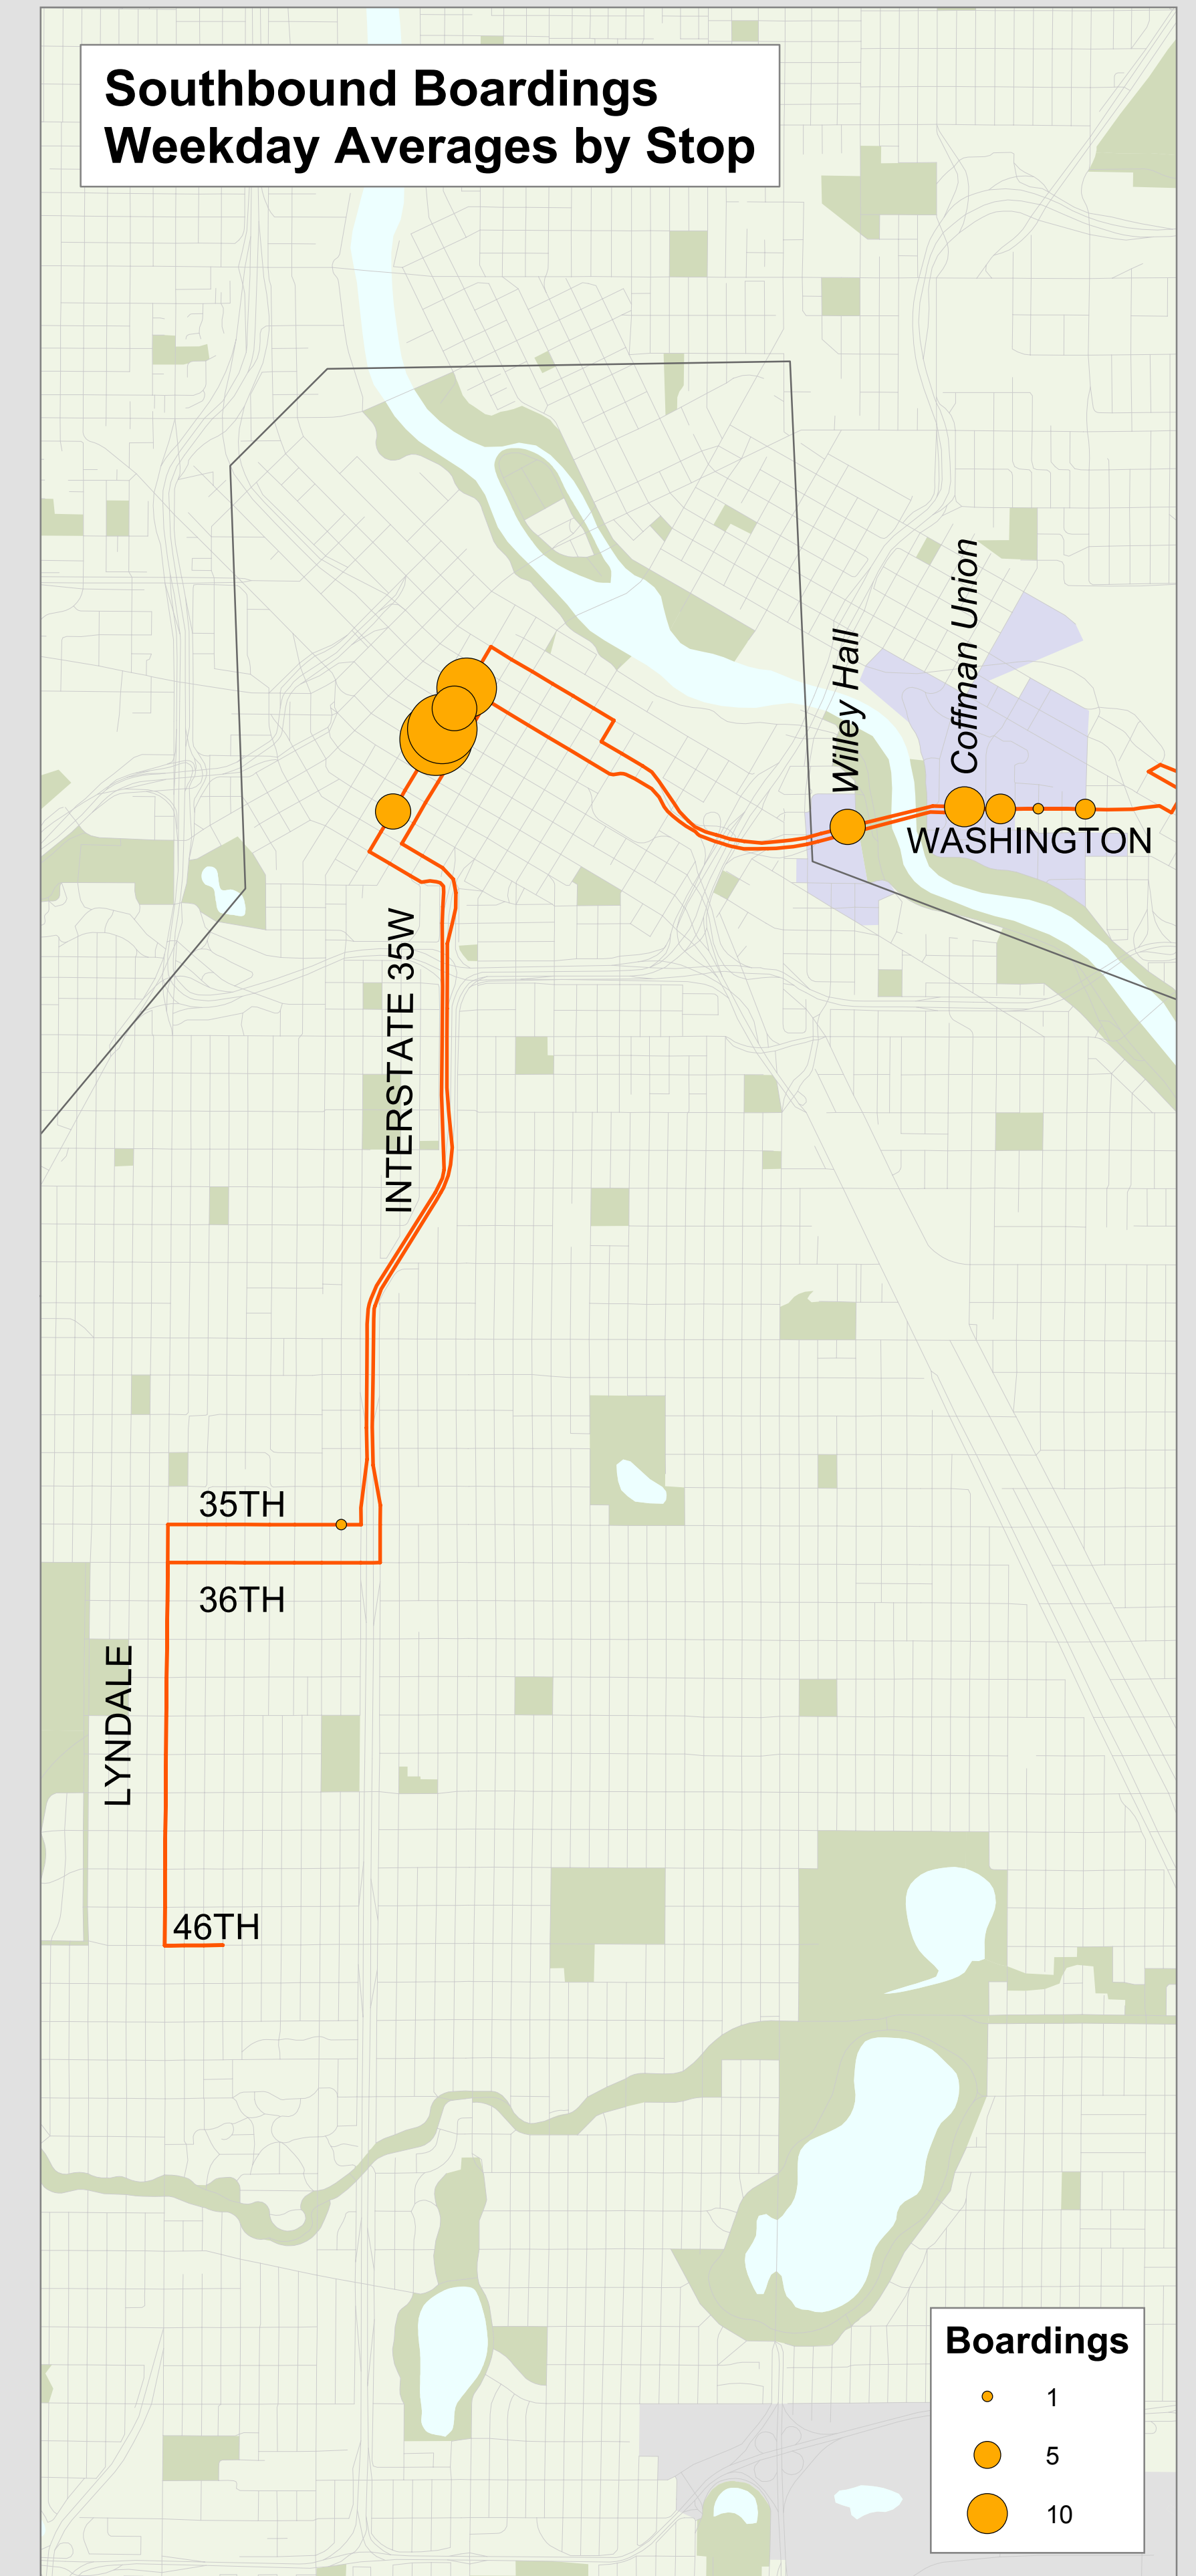 Southbound Boardings
Weekday Averages by Stop
Willey Hall
Coffman Union
WASHINGTON
INTERSTATE 35W
35TH
36TH
LYNDALE
46TH
Boardings
1
5
10